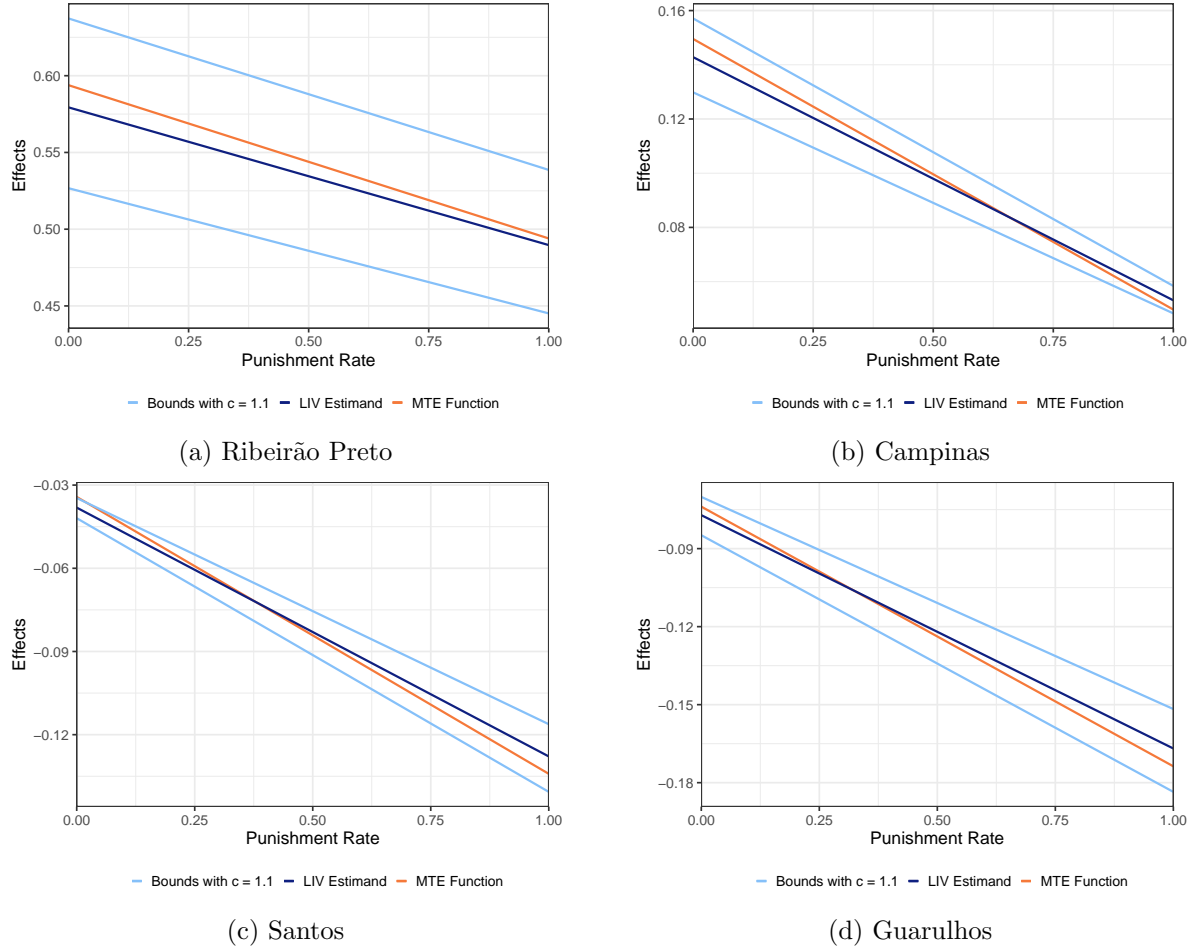 0.60
0.55
0.50
0.45
Effects
0.00 0.25 0.50 0.75 1.00
Punishment Rate
Bounds with c = 1.1 LIV Estimand MTE Function
(a) Ribeirão Preto
0.16
0.12
0.08
Effects
0.00 0.25 0.50 0.75 1.00
Punishment Rate
Bounds with c = 1.1 LIV Estimand MTE Function
(b) Campinas
−0.03
−0.06
−0.09
−0.12
Effects
0.00 0.25 0.50 0.75 1.00
Punishment Rate
Bounds with c = 1.1 LIV Estimand MTE Function
(c) Santos
−0.09
−0.12
−0.15
−0.18
Effects
0.00 0.25 0.50 0.75 1.00
Punishment Rate
Bounds with c = 1.1 LIV Estimand MTE Function
(d) Guarulhos